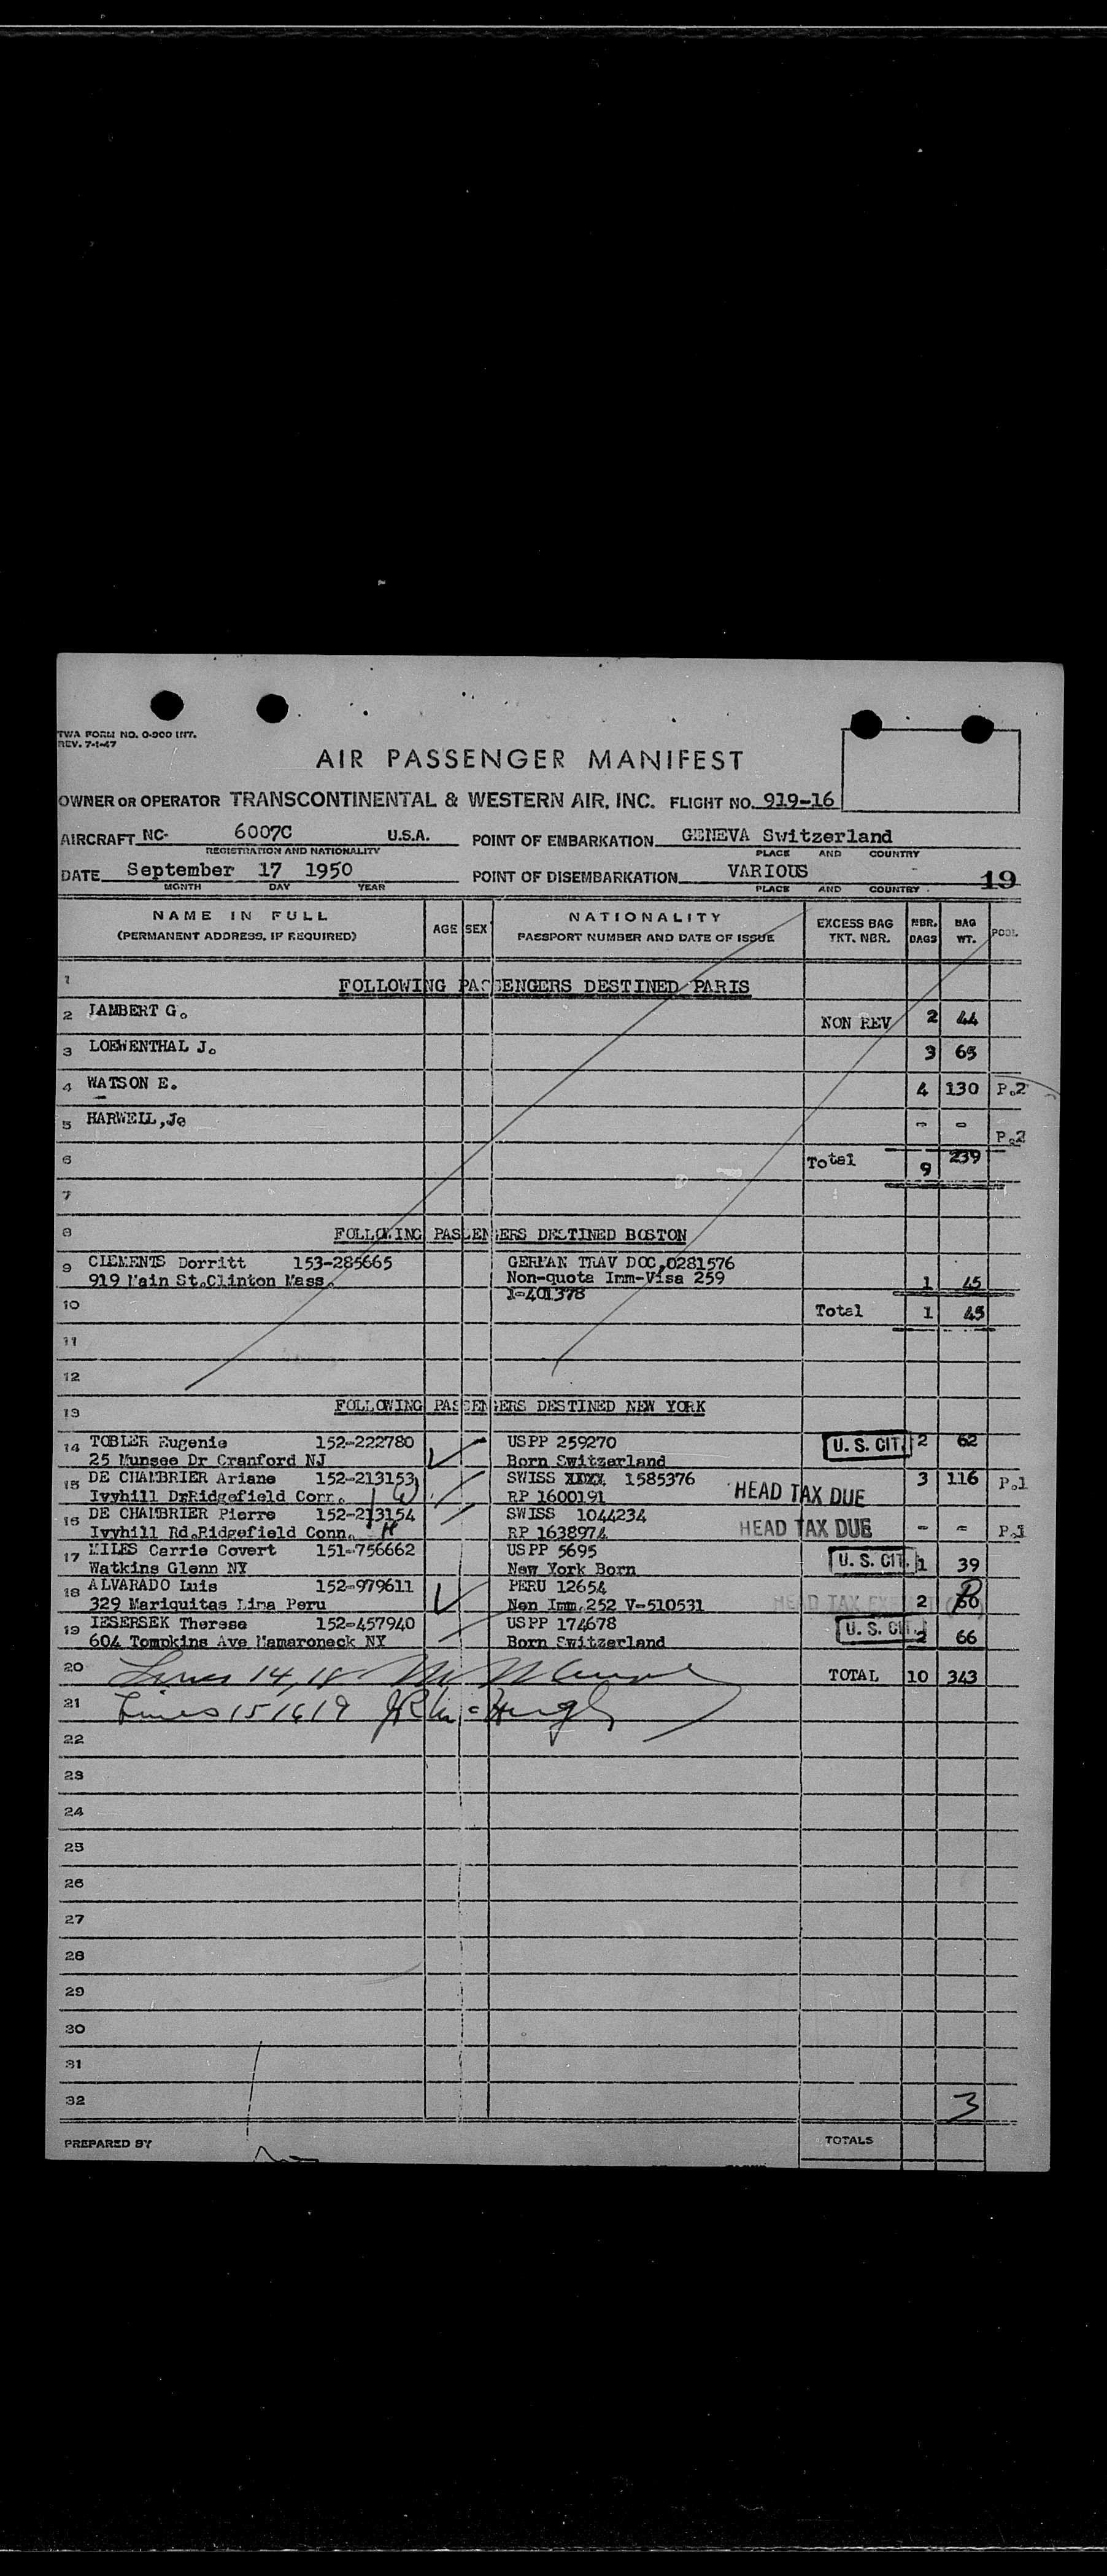 TWA FORM NO. 0-900 INT.
REV. 7-1-47
AIR PASSENGER MANIFEST
OWNER OR OPERATOR TRANSCONTINENTAL & WESTERN AIR, INC. FLIGHT NO. 919-16
AIRCRAFT NC- 6007C U.S.A. POINT OF EMBARKATION GENEVA Switzerland
REGISTRATION AND NATIONALITY PLACE AND COUNTRY
DATE September 17 1950 POINT OF DISEMBARKATION VARIOUS 19
MONTH DAY YEAR PLACE AND COUNTRY
NAME IN FULL AGE SEX NATIONALITY EXCESS BAG MBR. BAG POOL
(PERMANENT ADDRESS, IF REQUIRED) PASSPORT NUMBER AND DATE OF ISSUE TKT. NBR. BAGS WT.
1 FOLLOWING PASSENGERS DESTINED PARIS
2 LAMBERT G. NON REV 2 44
3 LOEWENTHAL J. 3 65
4 WATSON E. 4 130 P.2
5 HARWELL, J. - - P.2
6 Total 9 239
7
8 FOLLOWING PASSENGERS DESTINED BOSTON
9 CLEMENTS Dorritt 153-285665 GERMAN TRAV DOC.0281576
919 Main St.Clinton Mass. Non-quota Imm-Visa 259 1 45
I-401378
10 Total 1 45
11
12
13 FOLLOWING PASSENGERS DESTINED NEW YORK
14 TOBLER Eugenie 152-222780 USPP 259270 U. S. CIT. 2 62
25 Munsee Dr Cranford NJ Born Switzerland
15 DE CHAMBRIER Ariane 152-213153 SWISS XXXX 1585376 HEAD TAX DUE 3 116 P.1
Ivyhill Dr Ridgefield Corr. RP 1600191
15 DE CHAMBRIER Pierre 152-213154 SWISS 1044234 HEAD TAX DUE - - P.1
Ivyhill Rd.Ridgefield Conn. H RP 1638974
17 MILES Carrie Covert 151-756662 USPP 5695 U. S. CIT. 1 39
Watkins Glenn NY New York Born
18 ALVARADO Luis 152-979611 PERU 12654 HEAD TAX 2 60
329 Mariquitas Lima Peru Non Imm.252 V-510531
19 IESERSEK Therese 152-457940 USPP 174678 U. S. CIT. 2 66
604 Tompkins Ave Mamaroneck NY Born Switzerland
20 Lines 14, 18 TOTAL 10 343
21 Lines 15 16 19
22
23
24
25
26
27
28
29
30
31
32 3
PREPARED BY TOTALS